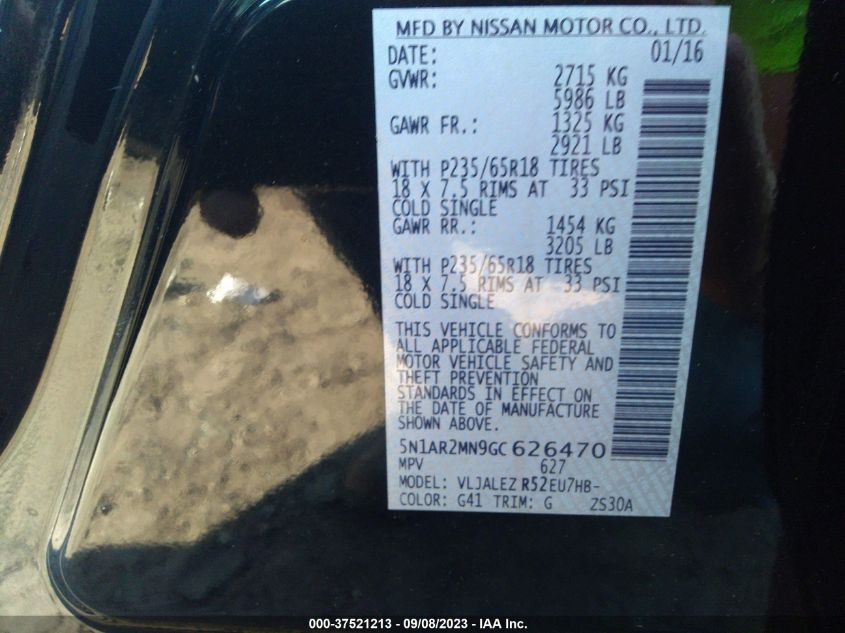 MFD BY NISSAN MOTOR CO., LTD.
DATE: 01/16
GVWR: 2715 KG
5986 LB
GAWR FR.: 1325 KG
2921 LB
WITH P235/65R18 TIRES
18 X 7.5 RIMS AT 33 PSI
COLD SINGLE
GAWR RR.: 1454 KG
3205 LB
WITH P235/65R18 TIRES
18 X 7.5 RIMS AT 33 PSI
COLD SINGLE
THIS VEHICLE CONFORMS TO
ALL APPLICABLE FEDERAL
MOTOR VEHICLE SAFETY AND
THEFT PREVENTION
STANDARDS IN EFFECT ON
THE DATE OF MANUFACTURE
SHOWN ABOVE.
5N1AR2MN9GC 626470
MPV 627
MODEL: VLJALEZ R52EU7HB-
COLOR: G41 TRIM: G ZS30A
000-37521213 - 09/08/2023 - IAA Inc.